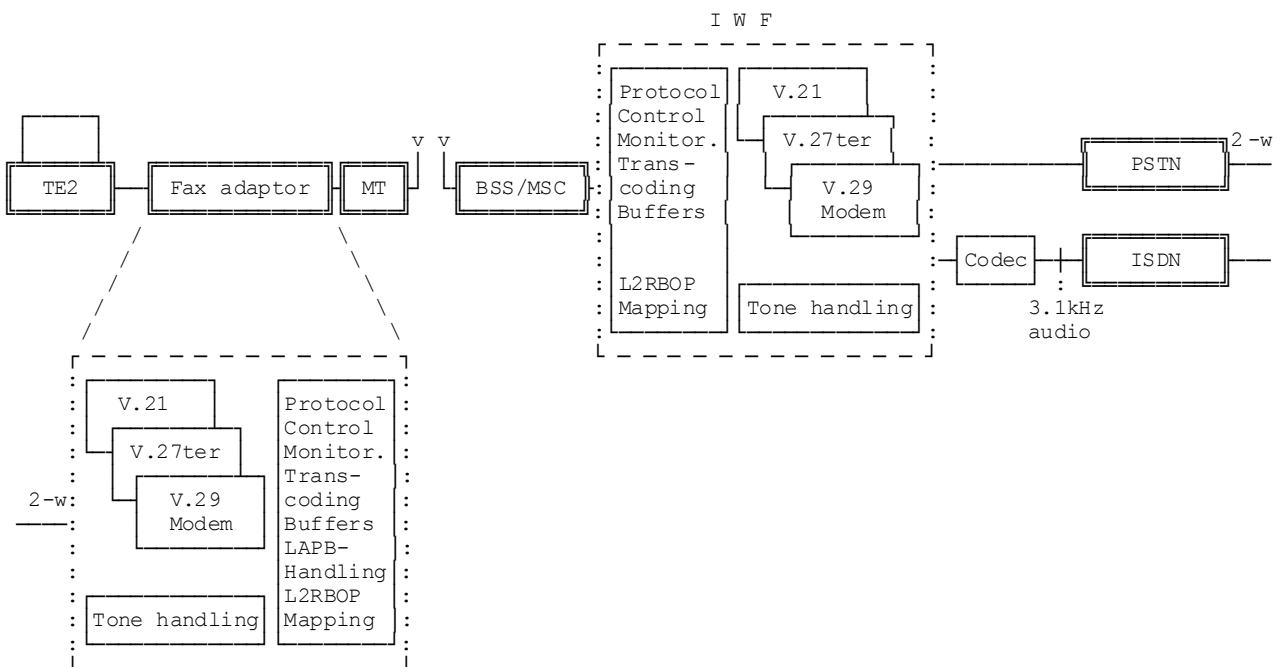 I W F
Protocol
Control
Monitor.
Trans-
coding
Buffers
L2RBOP
Mapping
V.21
V.27ter
V.29
Modem
Tone handling
TE2
Fax adaptor
MT
v v
BSS/MSC
PSTN
2-w
Codec
ISDN
3.1kHz
audio
2-w
V.21
V.27ter
V.29
Modem
Tone handling
Protocol
Control
Monitor.
Trans-
coding
Buffers
LAPB-
Handling
L2RBOP
Mapping